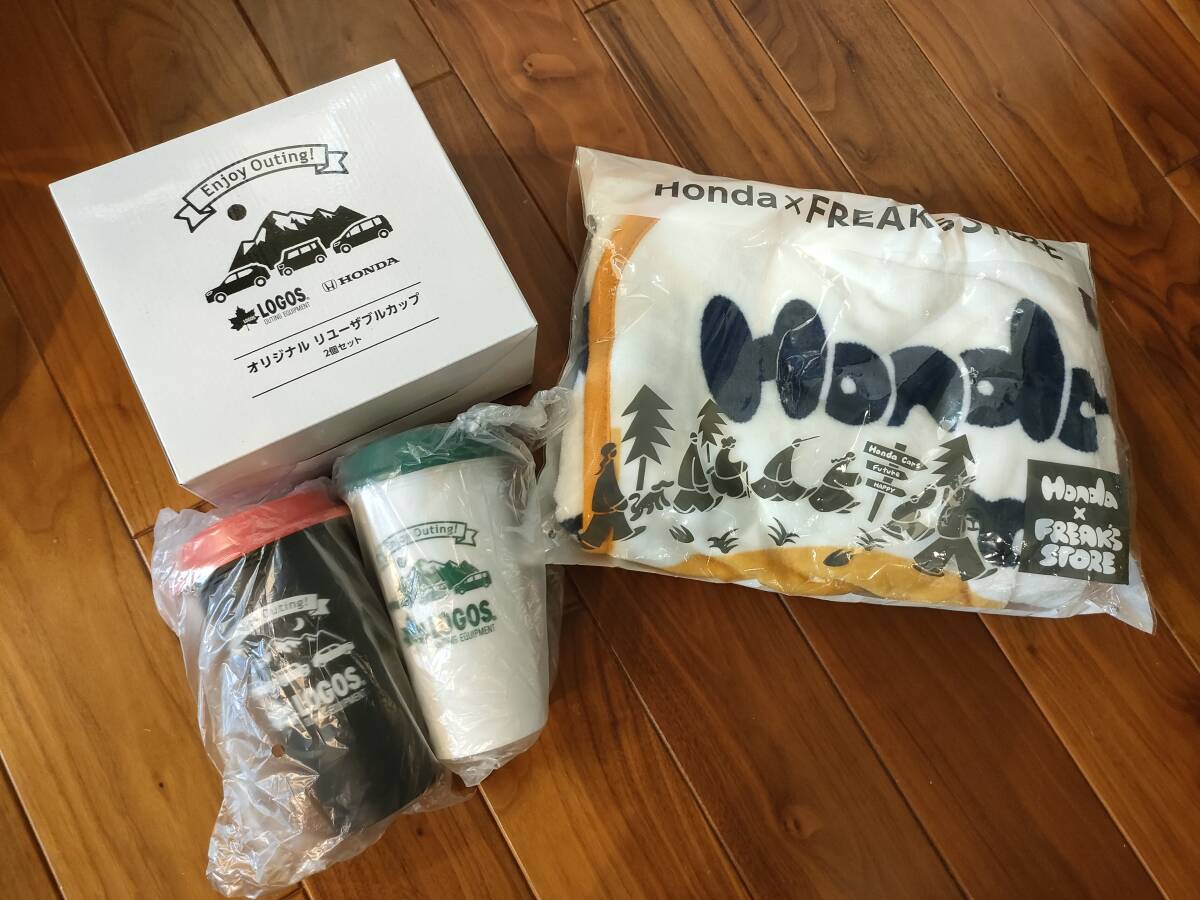 Enjoy Outing!
LOGOS
OUTING EQUIPMENT
HONDA
オリジナル リユーザブルカップ
2個セット
Honda×FREAK'S STORE
Honda
Honda Cars
Future
HAPPY
Honda
×
FREAK'S
STORE
Enjoy Outing!
LOGOS
OUTING EQUIPMENT
Outing!
LOGOS